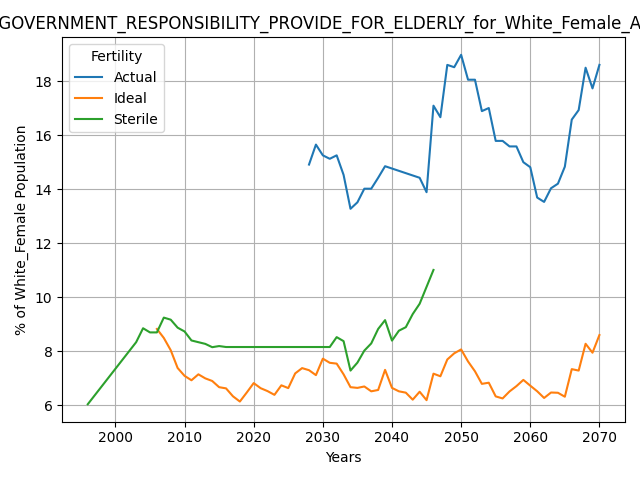 GOVERNMENT_RESPONSIBILITY_PROVIDE_FOR_ELDERLY_for_White_Female_A
Fertility
Actual
Ideal
Sterile
% of White_Female Population
18
16
14
12
10
8
6
2000 2010 2020 2030 2040 2050 2060 2070
Years